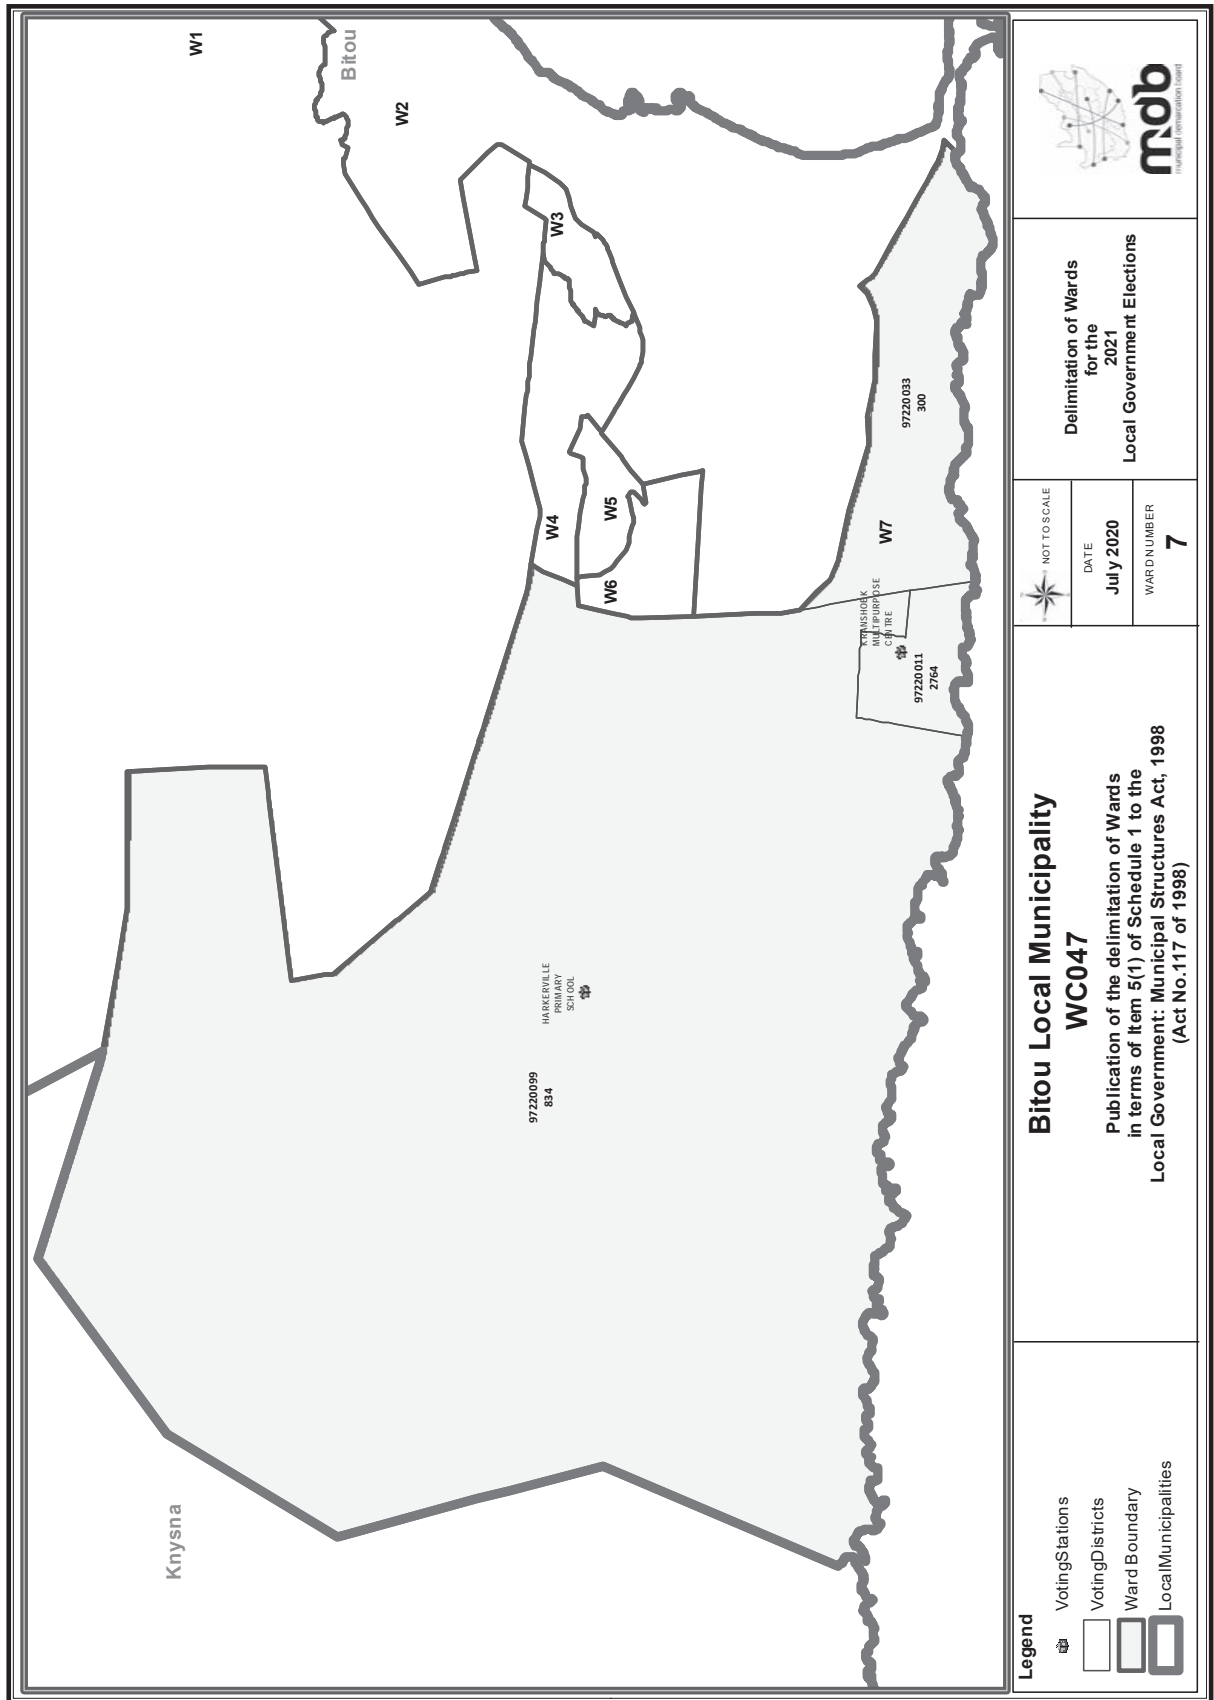 W1
Bitou
W2
W3
W4
W5
W6
W7
Knysna
97220033
300
KRANSHOEK
MULTIPURPOSE
CENTRE
97220011
2764
HARKERVILLE
PRIMARY
SCHOOL
97220099
834
Legend
VotingStations
VotingDistricts
Ward Boundary
LocalMunicipalities
Bitou Local Municipality
WC047
Publication of the delimitation of Wards
in terms of Item 5(1) of Schedule 1 to the
Local Government: Municipal Structures Act, 1998
(Act No.117 of 1998)
NOT TO SCALE
DATE
July 2020
WARD NUMBER
7
Delimitation of Wards
for the
2021
Local Government Elections
mdb
municipal demarcation board